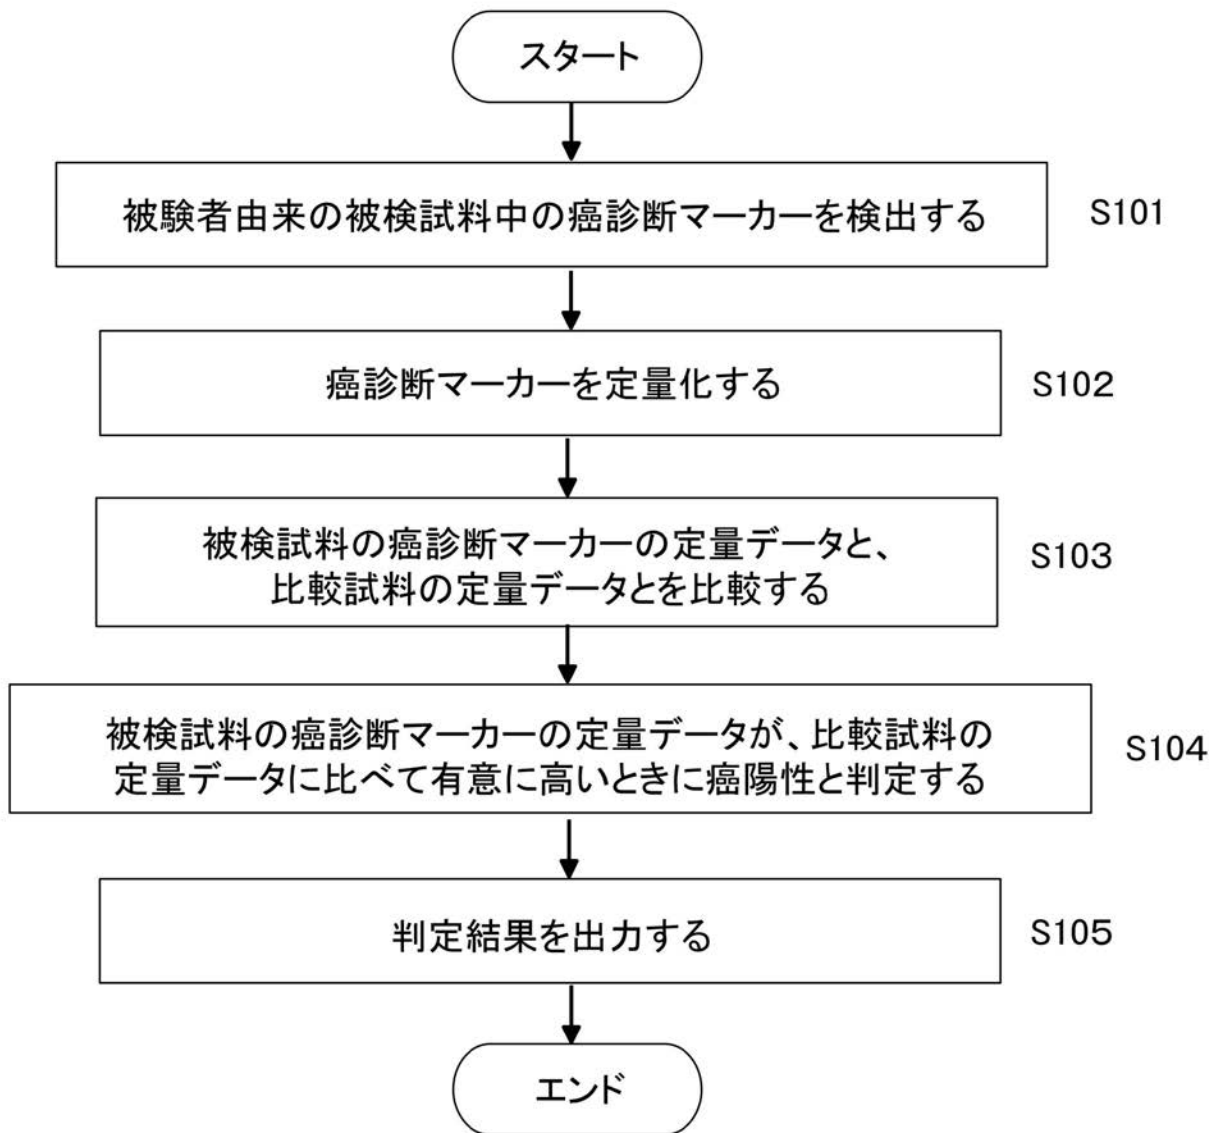 スタート
被験者由来の被検試料中の癌診断マーカーを検出する
S101
癌診断マーカーを定量化する
S102
被検試料の癌診断マーカーの定量データと、
比較試料の定量データとを比較する
S103
被検試料の癌診断マーカーの定量データが、比較試料の
定量データに比べて有意に高いときに癌陽性と判定する
S104
判定結果を出力する
S105
エンド